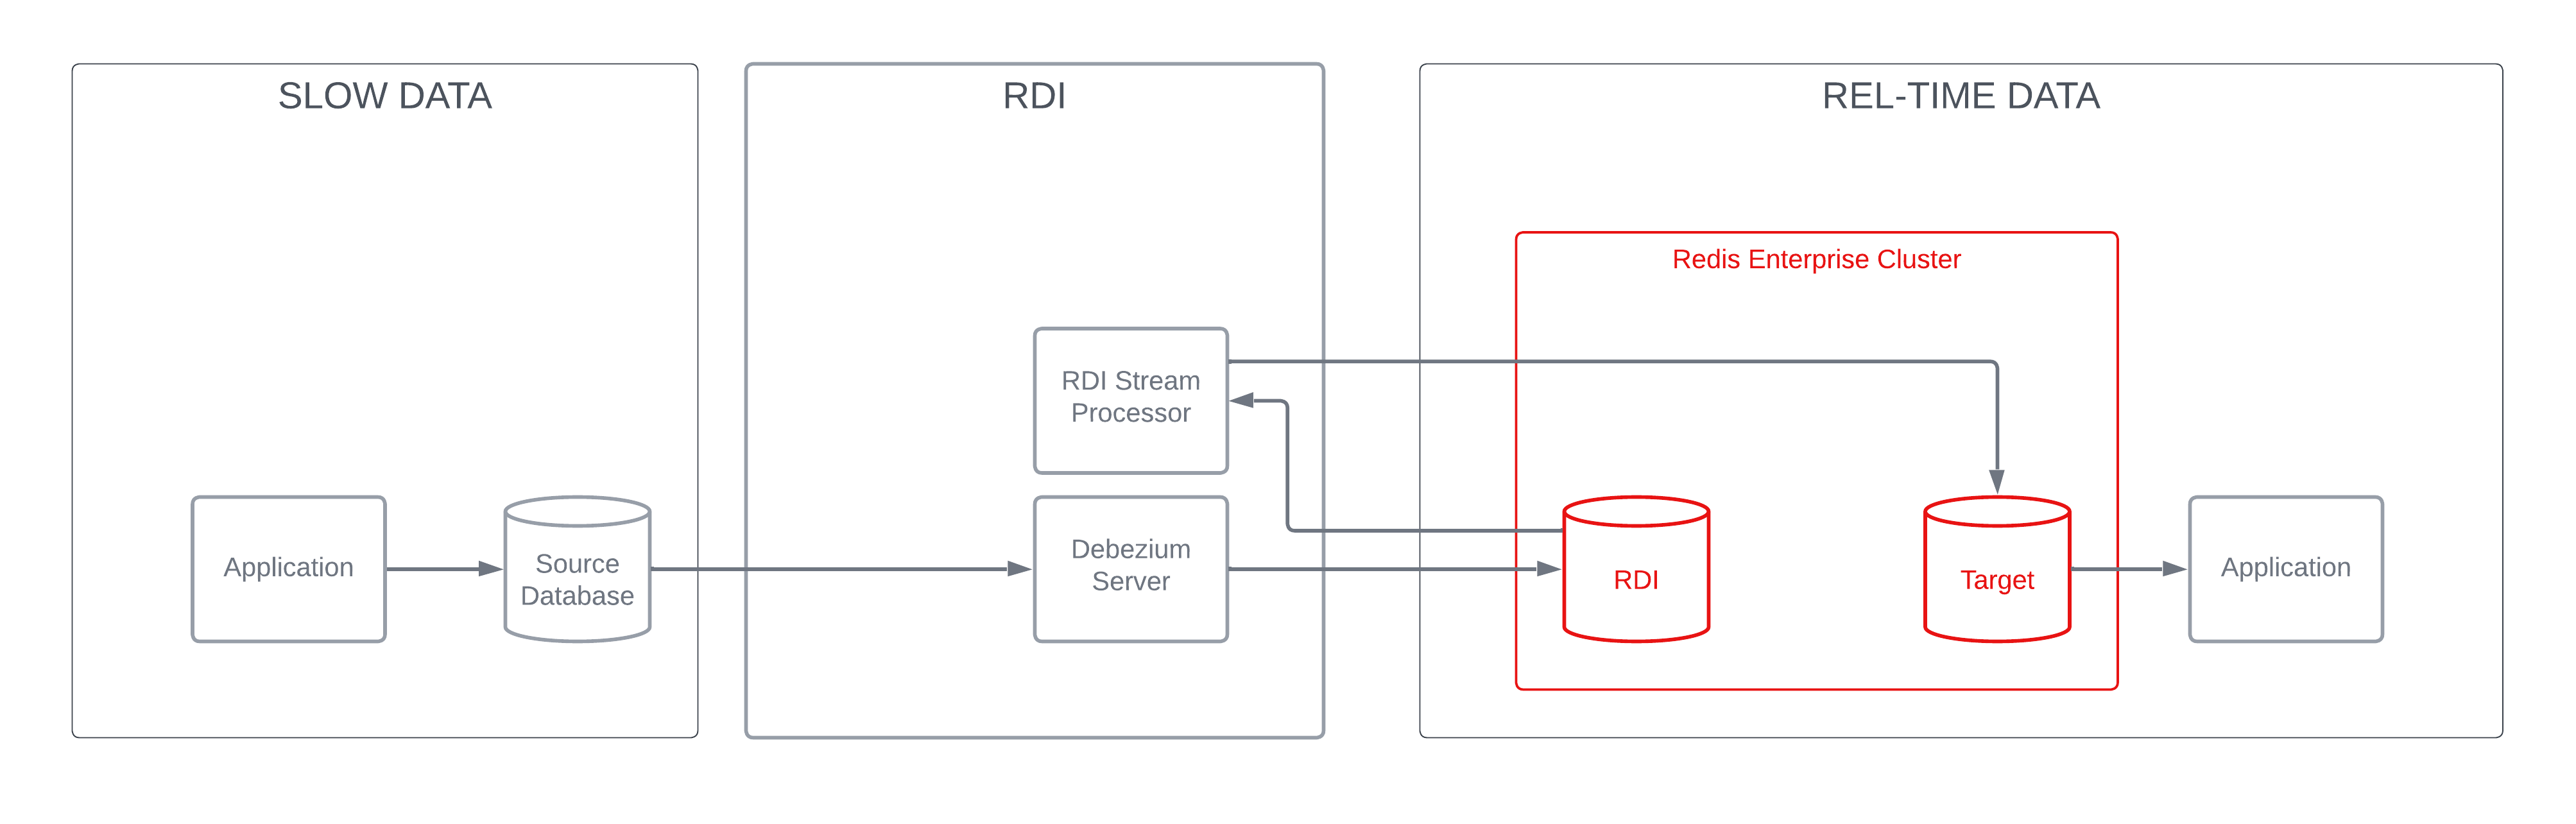 SLOW DATA
RDI
REL-TIME DATA
Redis Enterprise Cluster
RDI Stream
Processor
Application
Source
Database
Debezium
Server
RDI
Target
Application